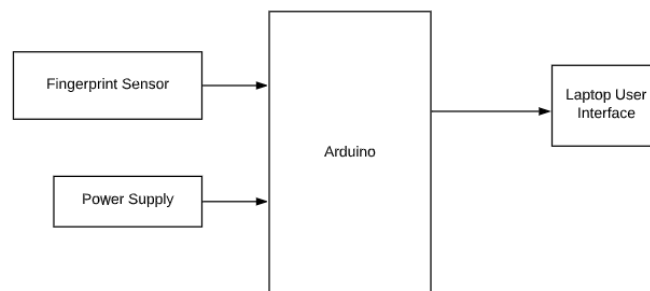 Fingerprint Sensor
Power Supply
Arduino
Laptop User
Interface